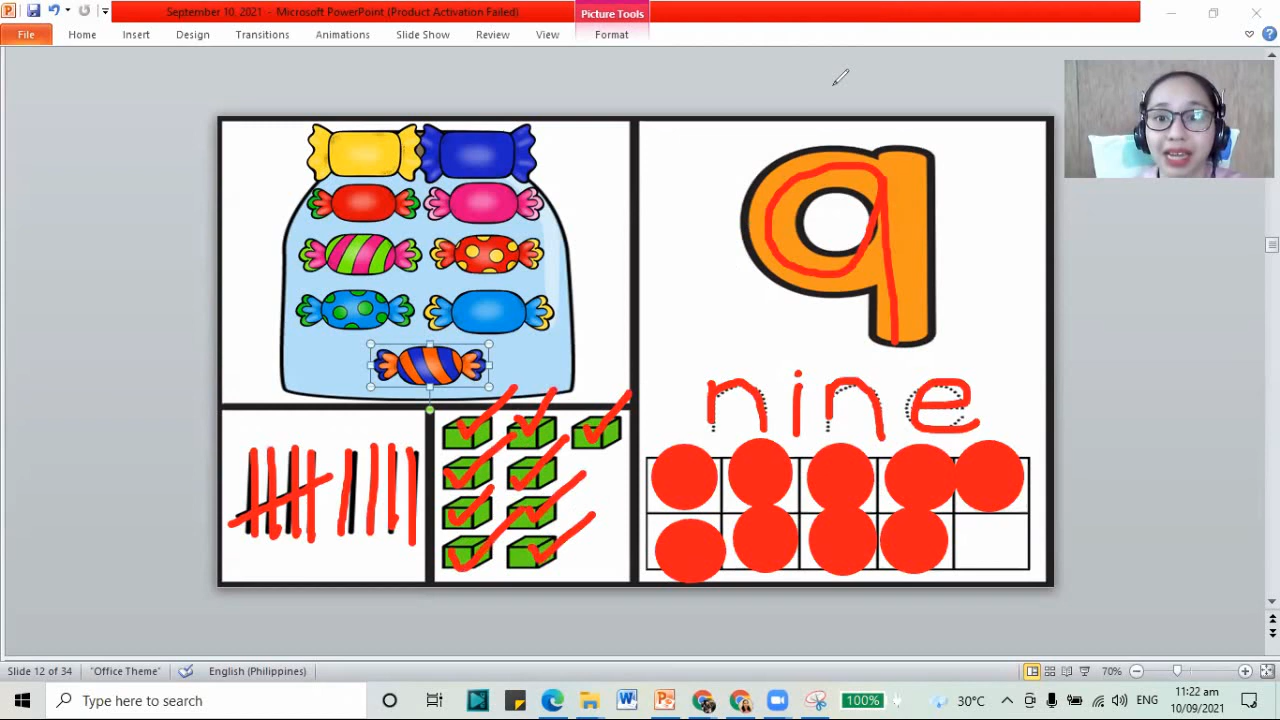 September 10, 2021 - Microsoft PowerPoint (Product Activation Failed)
Picture Tools
File Home Insert Design Transitions Animations Slide Show Review View Format
9
nine
Slide 12 of 34 "Office Theme" English (Philippines) 70%
Type here to search 100% 30°C ENG 11:22 am
10/09/2021